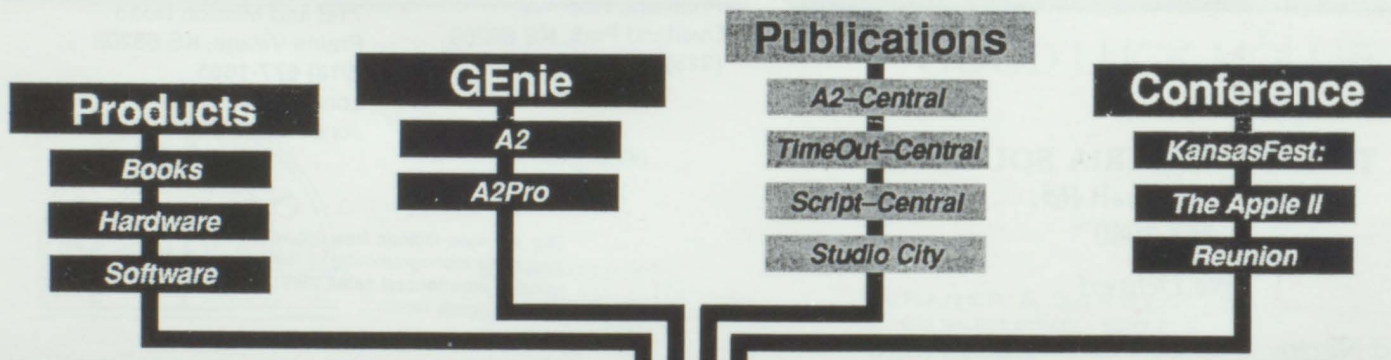 Products
Books
Hardware
Software
GEnie
A2
A2Pro
Publications
A2–Central
TimeOut–Central
Script–Central
Studio City
Conference
KansasFest:
The Apple II
Reunion